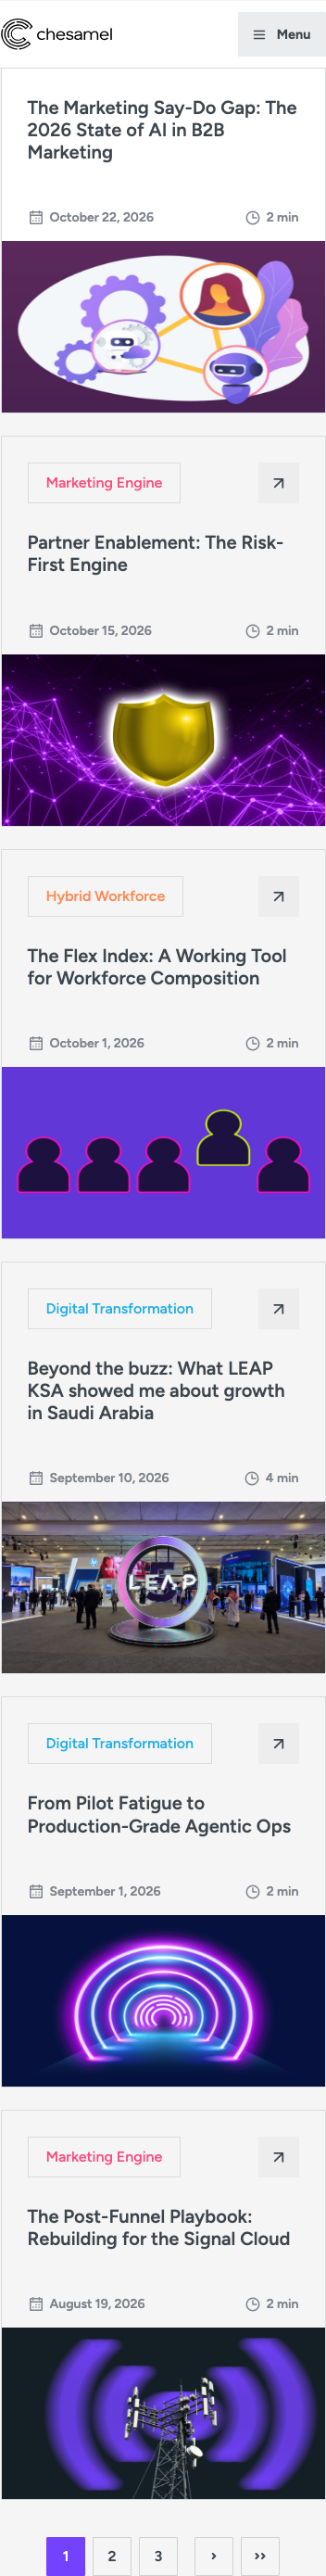 chesamel
Menu
The Marketing Say-Do Gap: The
2026 State of AI in B2B
Marketing
October 22, 2026
2 min
Marketing Engine
Partner Enablement: The Risk-
First Engine
October 15, 2026
2 min
Hybrid Workforce
The Flex Index: A Working Tool
for Workforce Composition
October 1, 2026
2 min
Digital Transformation
Beyond the buzz: What LEAP
KSA showed me about growth
in Saudi Arabia
September 10, 2026
4 min
LEAP
Digital Transformation
From Pilot Fatigue to
Production-Grade Agentic Ops
September 1, 2026
2 min
Marketing Engine
The Post-Funnel Playbook:
Rebuilding for the Signal Cloud
August 19, 2026
2 min
1
2
3
›
››